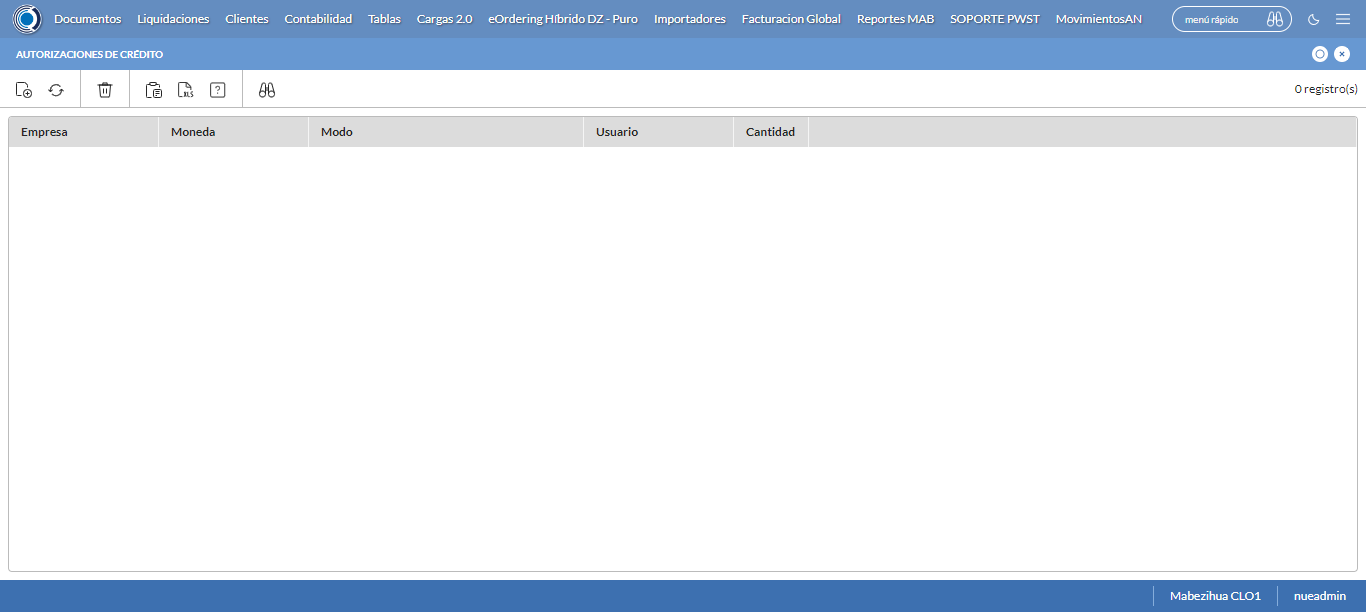 Documentos Liquidaciones Clientes Contabilidad Tablas Cargas 2.0 eOrdering Híbrido DZ - Puro Importadores Facturacion Global Reportes MAB SOPORTE PWST MovimientosAN menú rápido
AUTORIZACIONES DE CRÉDITO
XLS ? 0 registro(s)
Empresa Moneda Modo Usuario Cantidad
Mabezihua CLO1 nueadmin